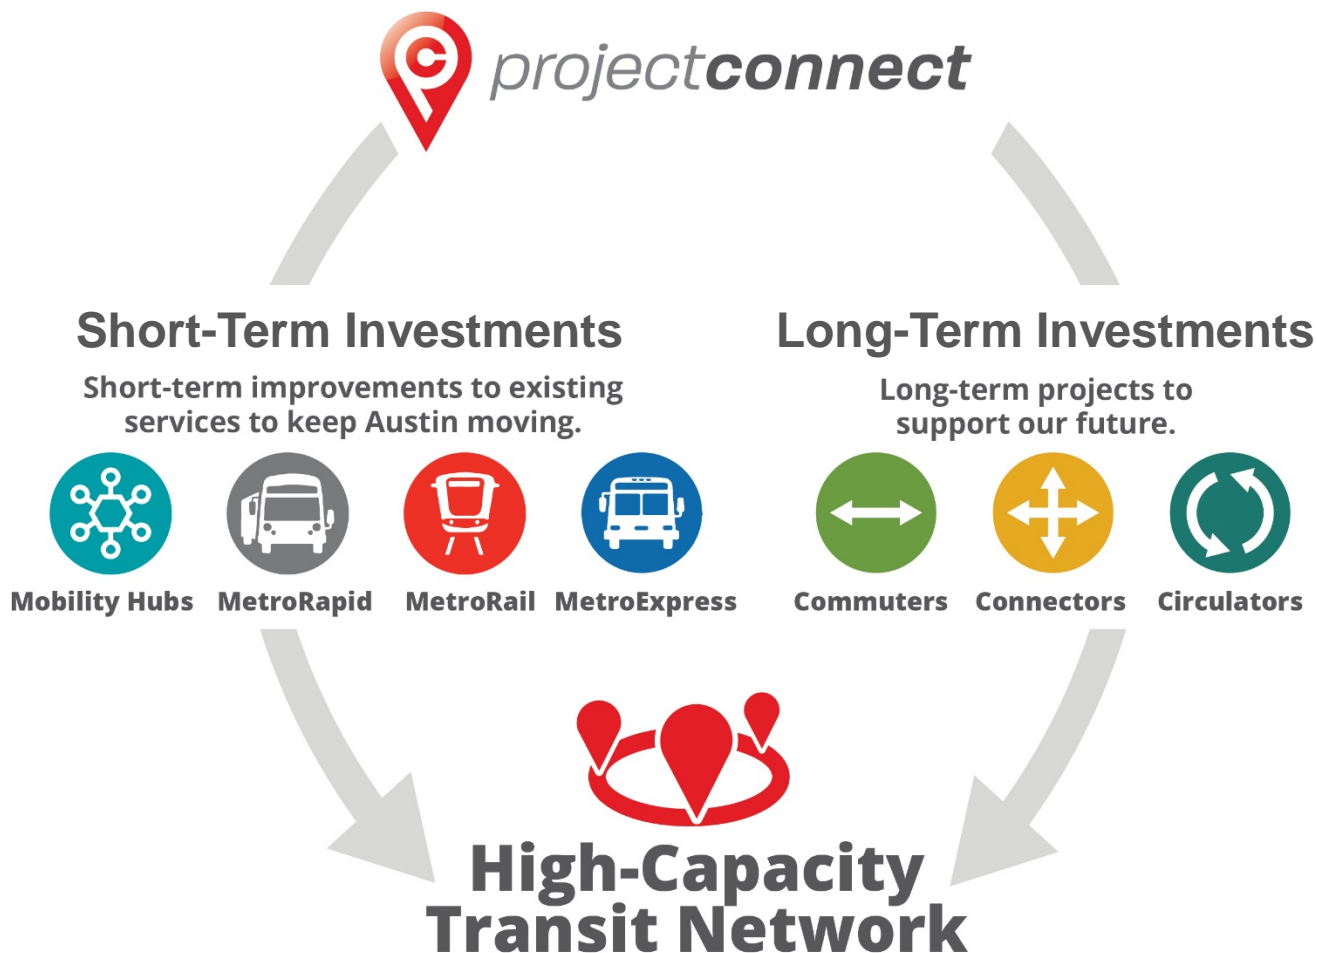 projectconnect
Short-Term Investments
Short-term improvements to existing
services to keep Austin moving.
Mobility Hubs
MetroRapid
MetroRail
MetroExpress
Long-Term Investments
Long-term projects to
support our future.
Commuters
Connectors
Circulators
High-Capacity
Transit Network